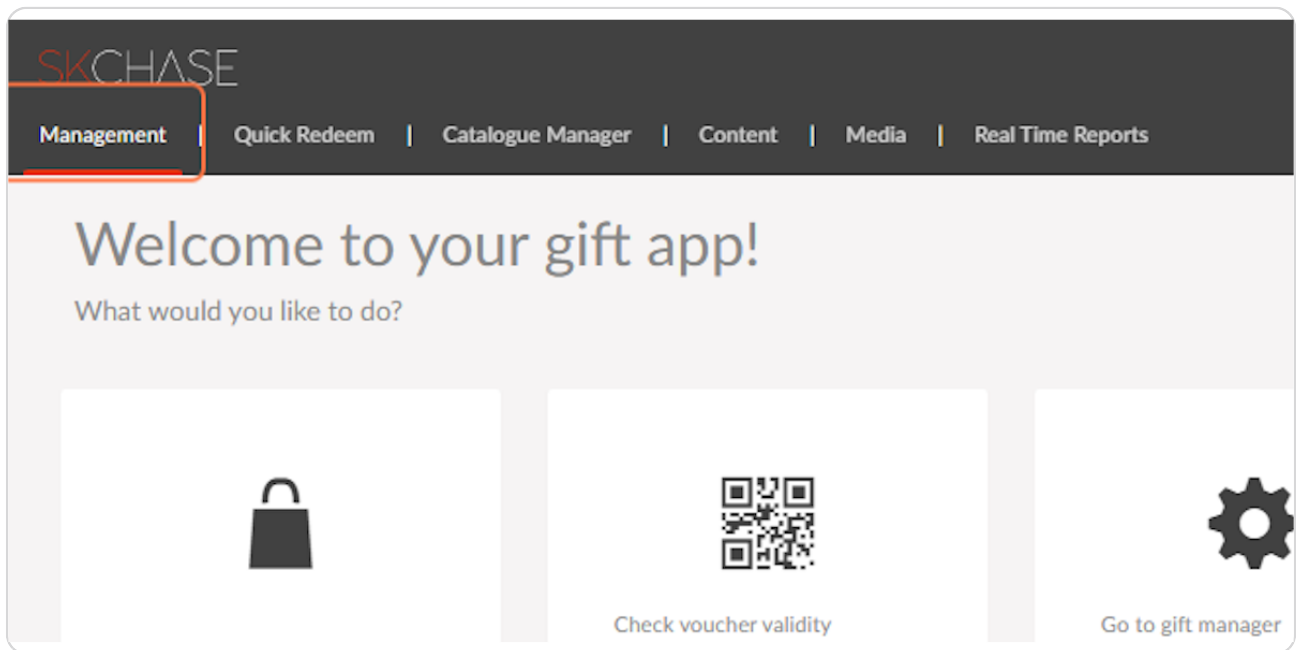 SKCHASE
Management | Quick Redeem | Catalogue Manager | Content | Media | Real Time Reports
Welcome to your gift app!
What would you like to do?
Check voucher validity
Go to gift manager